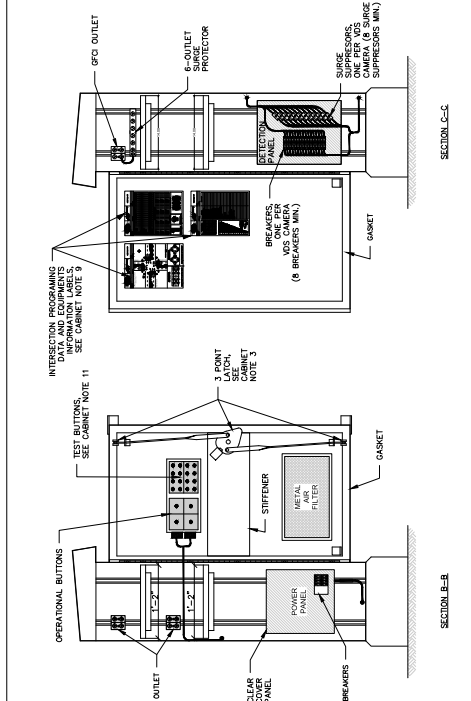 OPERATIONAL BUTTONS
TEST BUTTONS,
SEE CABINET NOTE 11
OUTLET
1'-2"
1'-2"
3 POINT
LATCH,
SEE
CABINET
NOTE 3
STIFFENER
CLEAR
COVER
PANEL
POWER
PANEL
METAL
AIR
FILTER
BREAKERS
GASKET
SECTION B-B
INTERSECTION PROGRAMING
DATA AND EQUIPMENTS
INFORMATION LABELS,
SEE CABINET NOTE 9
GFCI OUTLET
6-OUTLET
SURGE
PROTECTOR
BREAKERS,
ONE PER
VDS CAMERA
(8 BREAKERS MIN.)
DETECTION
PANEL
SURGE
SUPPRESORS,
ONE PER VDS
CAMERA (8 SURGE
SUPPRESORS MIN.)
GASKET
SECTION C-C